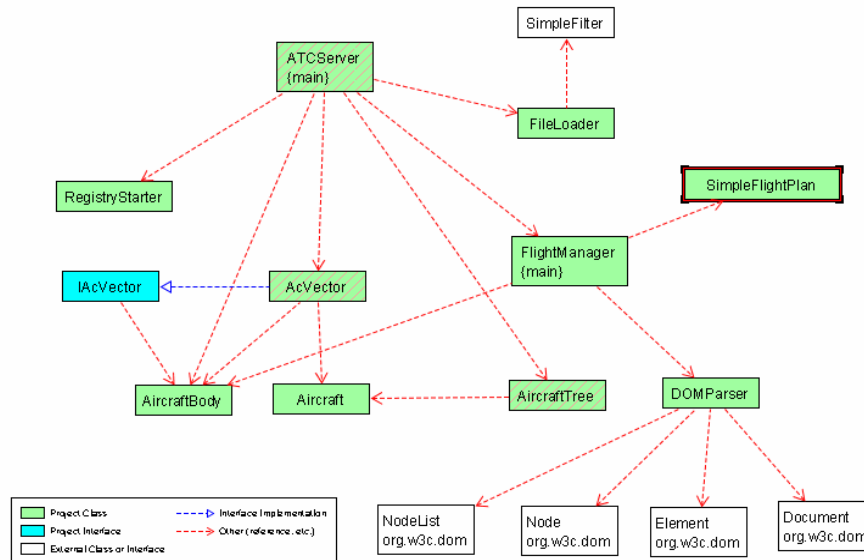 SimpleFilter
ATCServer
{main}
FileLoader
SimpleFlightPlan
RegistryStarter
FlightManager
{main}
IAcVector
AcVector
AircraftBody
Aircraft
AircraftTree
DOMParser
NodeList
org.w3c.dom
Node
org.w3c.dom
Element
org.w3c.dom
Document
org.w3c.dom
Project Class
Interface Implementation
Project Interface
Other (reference, etc.)
External Class or Interface